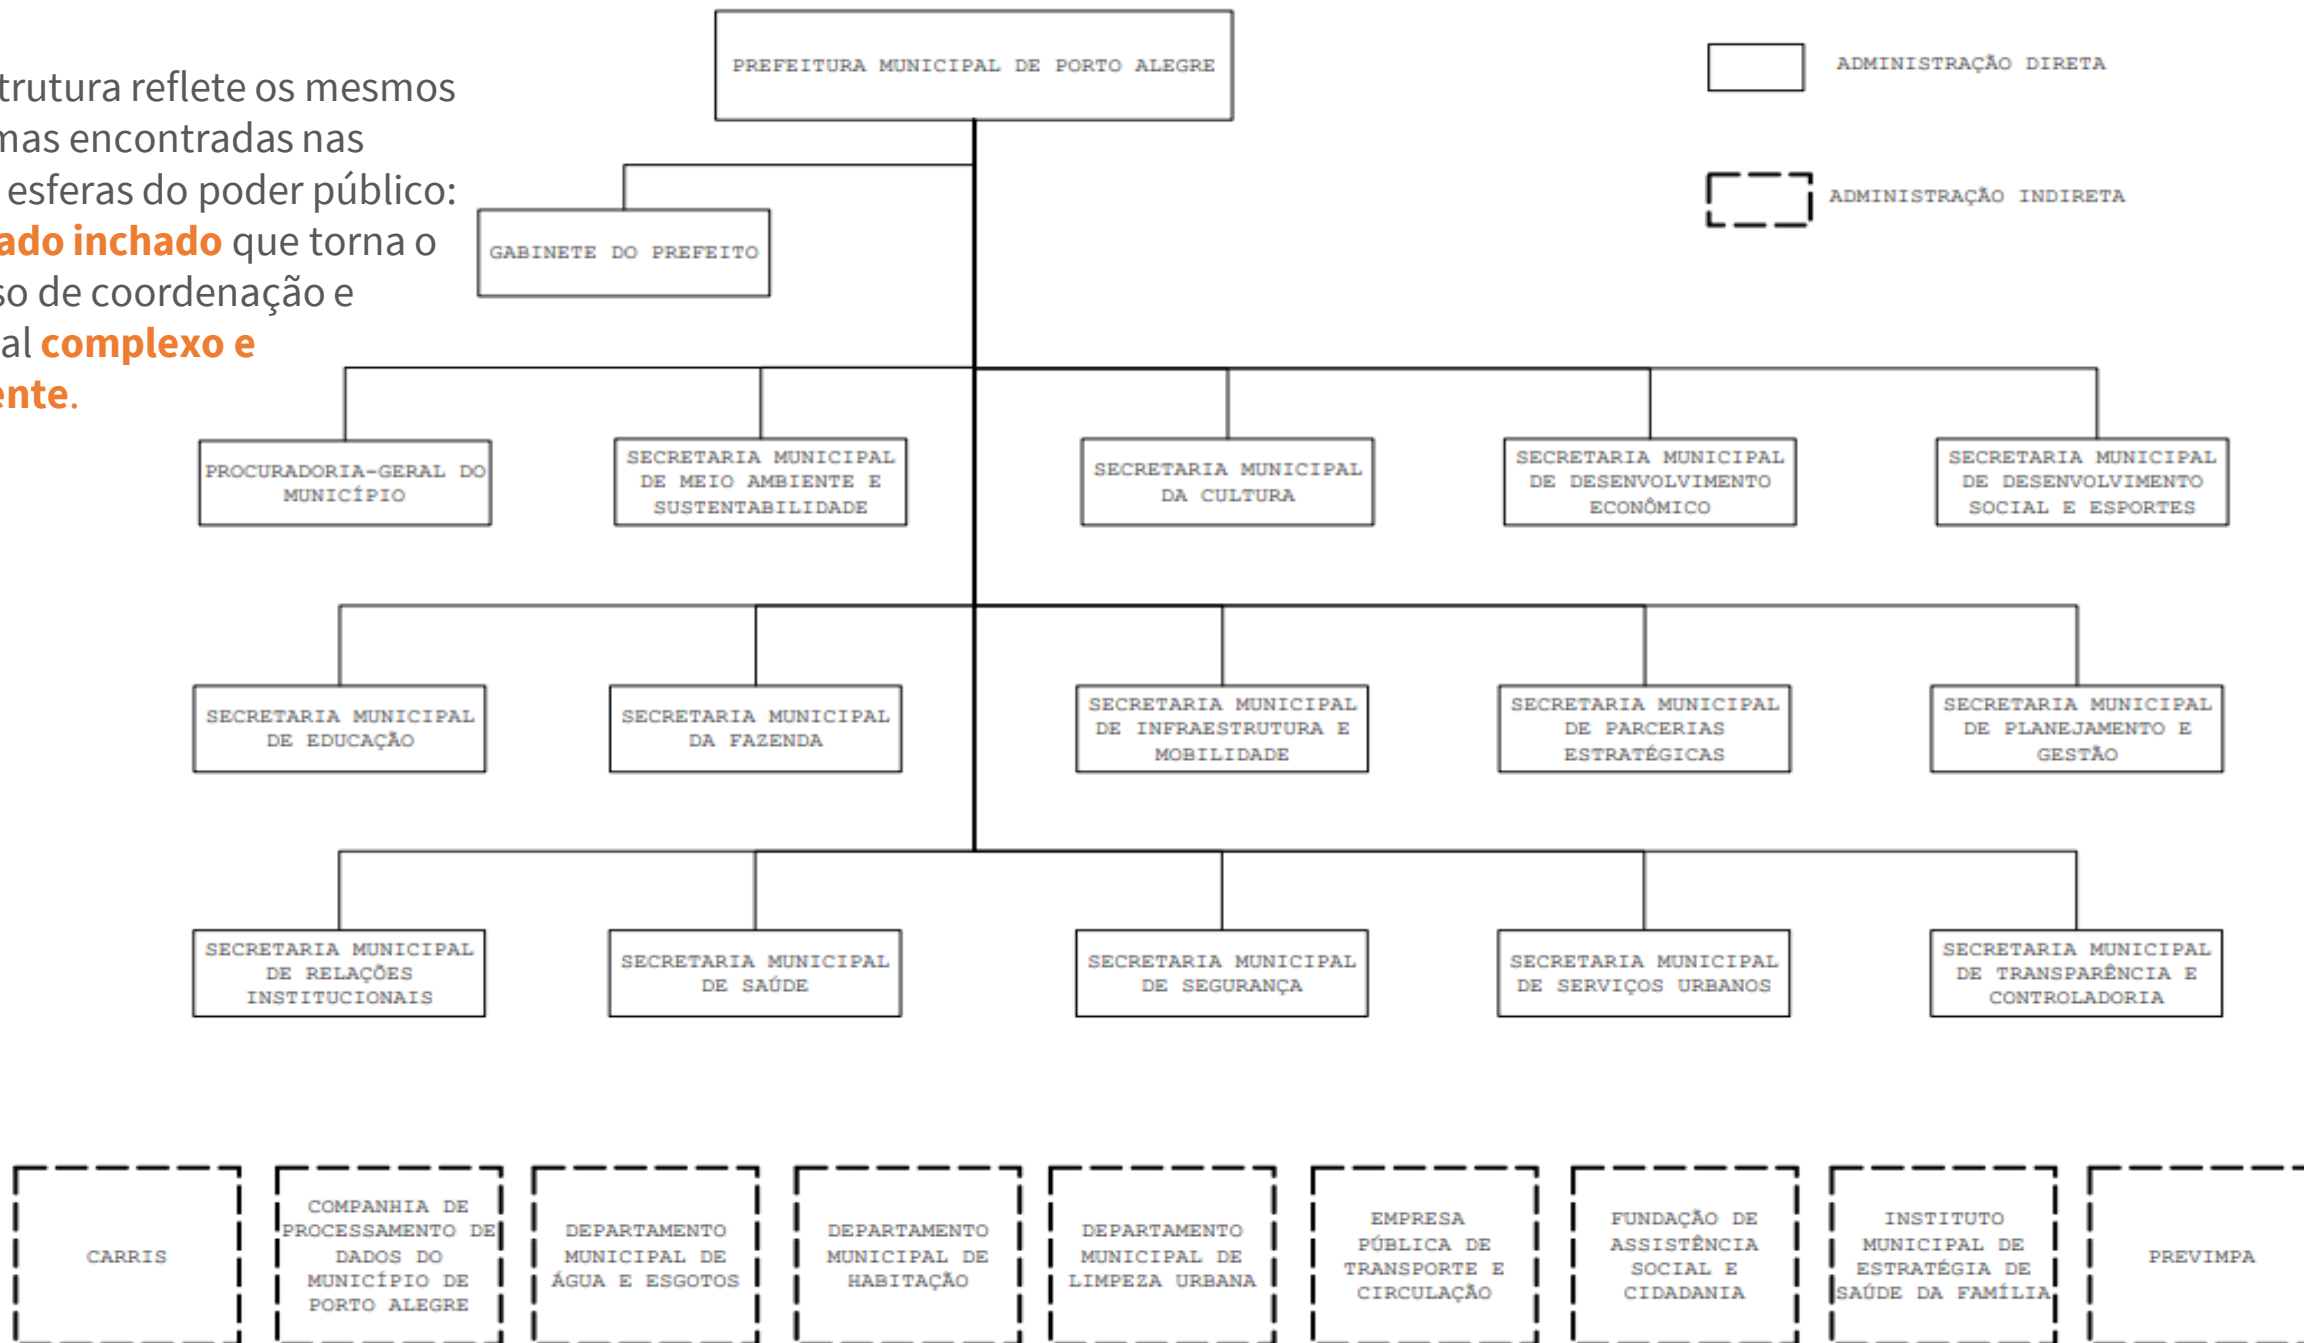 trutura reflete os mesmos
mas encontradas nas
esferas do poder público:
ado inchado que torna o
so de coordenação e
al complexo e
ente.
PREFEITURA MUNICIPAL DE PORTO ALEGRE
ADMINISTRAÇÃO DIRETA
ADMINISTRAÇÃO INDIRETA
GABINETE DO PREFEITO
PROCURADORIA-GERAL DO
MUNICÍPIO
SECRETARIA MUNICIPAL
DE MEIO AMBIENTE E
SUSTENTABILIDADE
SECRETARIA MUNICIPAL
DA CULTURA
SECRETARIA MUNICIPAL
DE DESENVOLVIMENTO
ECONÔMICO
SECRETARIA MUNICIPAL
DE DESENVOLVIMENTO
SOCIAL E ESPORTES
SECRETARIA MUNICIPAL
DE EDUCAÇÃO
SECRETARIA MUNICIPAL
DA FAZENDA
SECRETARIA MUNICIPAL
DE INFRAESTRUTURA E
MOBILIDADE
SECRETARIA MUNICIPAL
DE PARCERIAS
ESTRATÉGICAS
SECRETARIA MUNICIPAL
DE PLANEJAMENTO E
GESTÃO
SECRETARIA MUNICIPAL
DE RELAÇÕES
INSTITUCIONAIS
SECRETARIA MUNICIPAL
DE SAÚDE
SECRETARIA MUNICIPAL
DE SEGURANÇA
SECRETARIA MUNICIPAL
DE SERVIÇOS URBANOS
SECRETARIA MUNICIPAL
DE TRANSPARÊNCIA E
CONTROLADORIA
CARRIS
COMPANHIA DE
PROCESSAMENTO DE
DADOS DO
MUNICÍPIO DE
PORTO ALEGRE
DEPARTAMENTO
MUNICIPAL DE
ÁGUA E ESGOTOS
DEPARTAMENTO
MUNICIPAL DE
HABITAÇÃO
DEPARTAMENTO
MUNICIPAL DE
LIMPEZA URBANA
EMPRESA
PÚBLICA DE
TRANSPORTE E
CIRCULAÇÃO
FUNDAÇÃO DE
ASSISTÊNCIA
SOCIAL E
CIDADANIA
INSTITUTO
MUNICIPAL DE
ESTRATÉGIA DE
SAÚDE DA FAMÍLIA
PREVIMPA